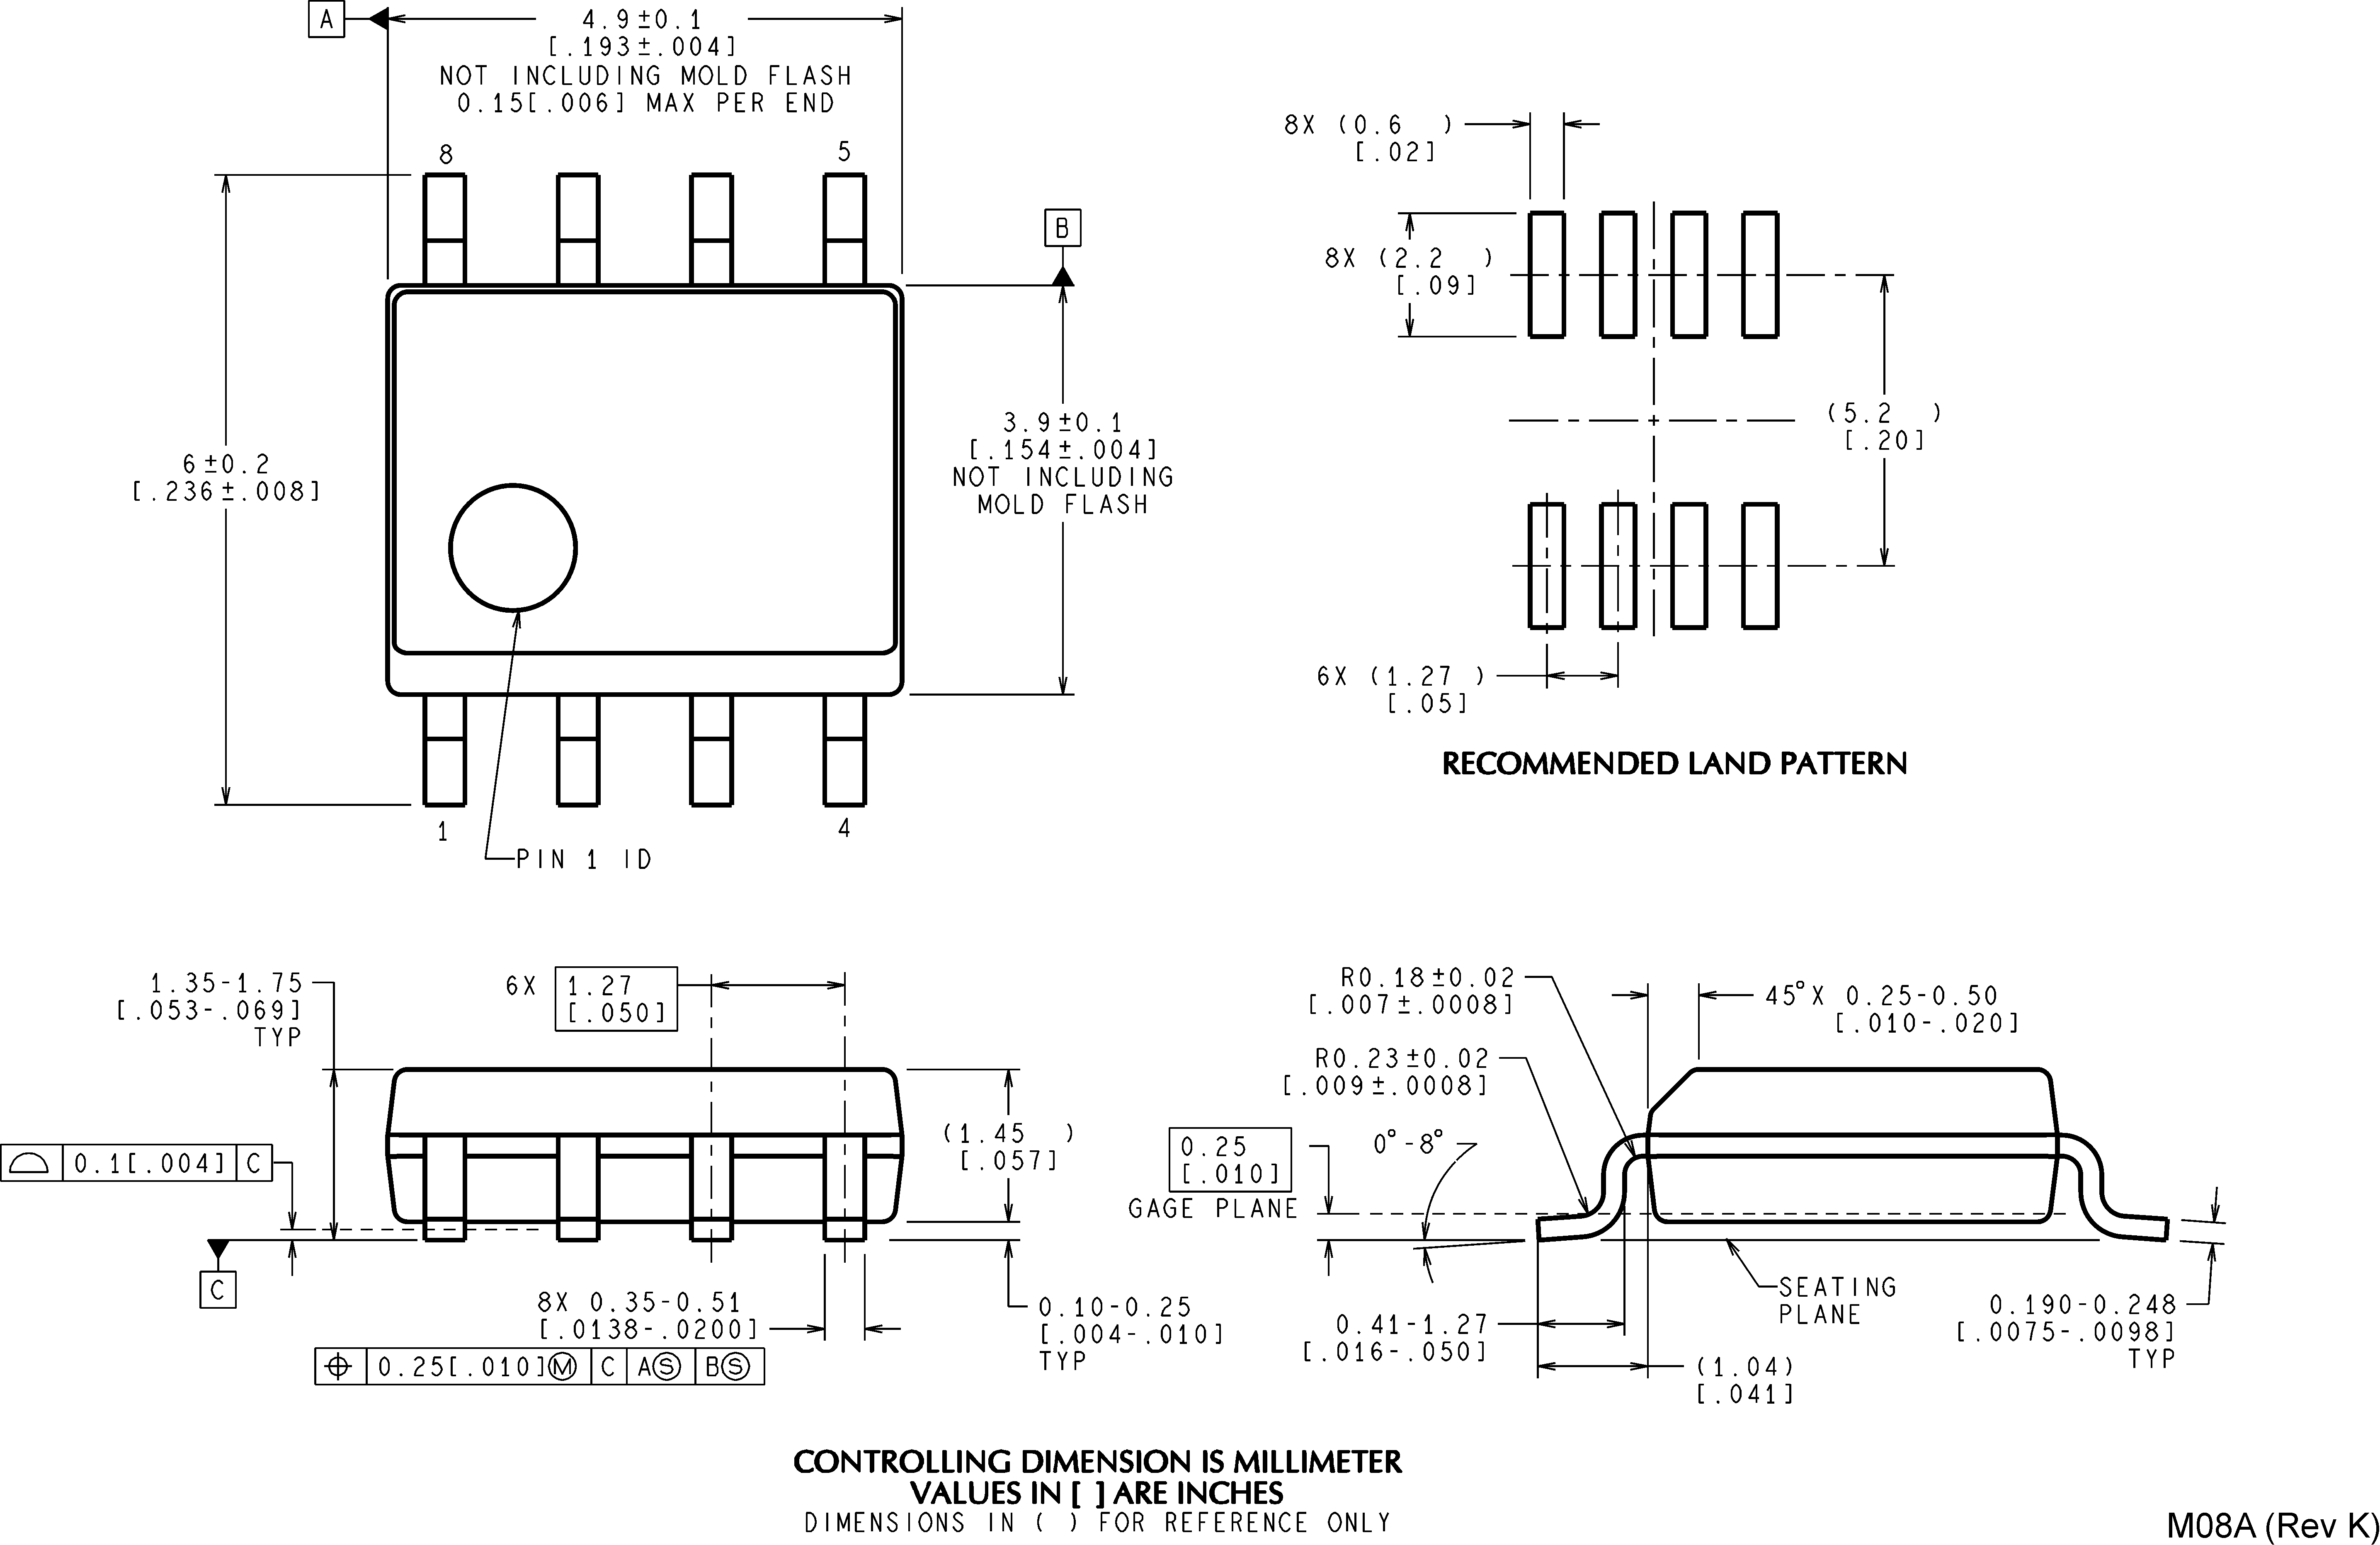 A
4.9±0.1
[.193±.004]
NOT INCLUDING MOLD FLASH
0.15[.006] MAX PER END
8
5
B
6±0.2
[.236±.008]
3.9±0.1
[.154±.004]
NOT INCLUDING
MOLD FLASH
1
4
PIN 1 ID
8X (0.6 )
[.02]
8X (2.2 )
[.09]
(5.2 )
[.20]
6X (1.27 )
[.05]
RECOMMENDED LAND PATTERN
1.35-1.75
[.053-.069]
TYP
6X 1.27
[.050]
(1.45 )
[.057]
⌓ 0.1[.004] C
C
8X 0.35-0.51
[.0138-.0200]
⌖ 0.25[.010]Ⓜ C AⓈ BⓈ
0.10-0.25
[.004-.010]
TYP
R0.18±0.02
[.007±.0008]
R0.23±0.02
[.009±.0008]
45°X 0.25-0.50
[.010-.020]
0.25
[.010]
GAGE PLANE
0°-8°
SEATING
PLANE
0.41-1.27
[.016-.050]
(1.04)
[.041]
0.190-0.248
[.0075-.0098]
TYP
CONTROLLING DIMENSION IS MILLIMETER
VALUES IN [ ] ARE INCHES
DIMENSIONS IN ( ) FOR REFERENCE ONLY
M08A (Rev K)